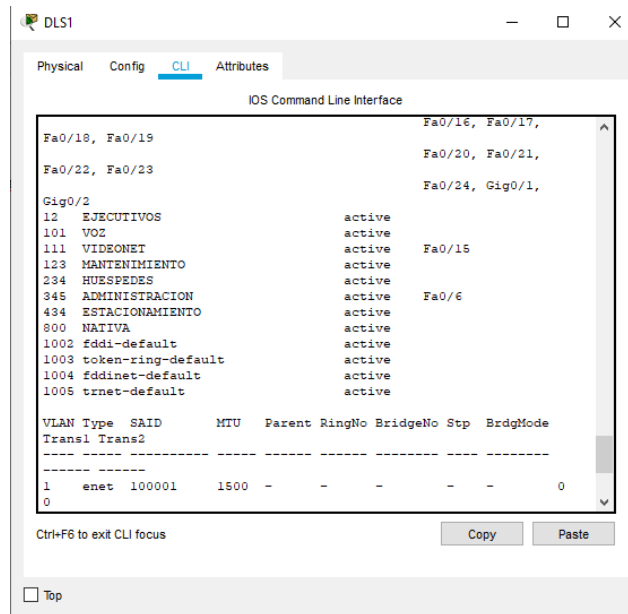 DLS1
Physical Config CLI Attributes
IOS Command Line Interface
Fa0/16, Fa0/17,
Fa0/18, Fa0/19
Fa0/20, Fa0/21,
Fa0/22, Fa0/23
Fa0/24, Gig0/1,
Gig0/2
12 EJECUTIVOS active
101 VOZ active
111 VIDEONET active Fa0/15
123 MANTENIMIENTO active
234 HUESPEDES active
345 ADMINISTRACION active Fa0/6
434 ESTACIONAMIENTO active
800 NATIVA active
1002 fddi-default active
1003 token-ring-default active
1004 fddinet-default active
1005 trnet-default active
VLAN Type SAID MTU Parent RingNo BridgeNo Stp BrdgMode
Trans1 Trans2
---- ----- ---------- ----- ------ ------ -------- ---- --------
------ ------
1 enet 100001 1500 - - - - - 0
0
Ctrl+F6 to exit CLI focus
Copy Paste
Top